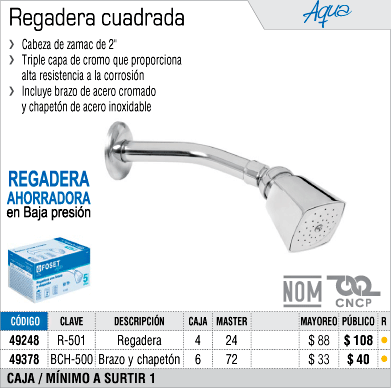 Regadera cuadrada
Aqua
❯ Cabeza de zamac de 2"
❯ Triple capa de cromo que proporciona
alta resistencia a la corrosión
❯ Incluye brazo de acero cromado
y chapetón de acero inoxidable
REGADERA
AHORRADORA
en Baja presión
FOSET
5
NOM
CNCP
CÓDIGO CLAVE DESCRIPCIÓN CAJA MASTER MAYOREO PÚBLICO R
49248 R-501 Regadera 4 24 $ 88 $ 108 ●
49378 BCH-500 Brazo y chapetón 6 72 $ 33 $ 40 ●
CAJA / MÍNIMO A SURTIR 1